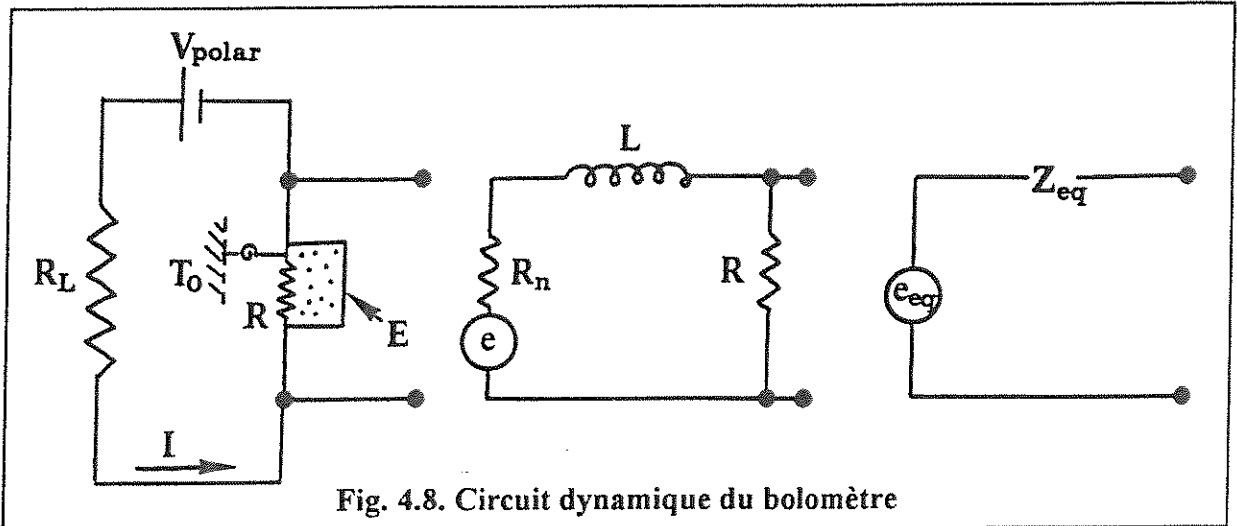 Vpolar
L
Zeq
RL
T0
R
E
Rn
e
R
eeq
I
Fig. 4.8. Circuit dynamique du bolomètre